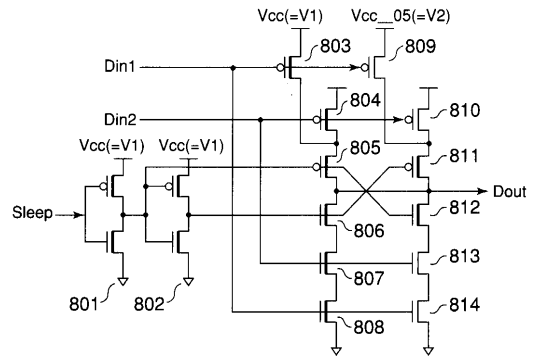 Vcc(=V1) Vcc_05(=V2)
803 809
Din1
804 810
Din2
Vcc(=V1) Vcc(=V1)
805 811
Sleep
Dout
806 812
807 813
801 802
808 814